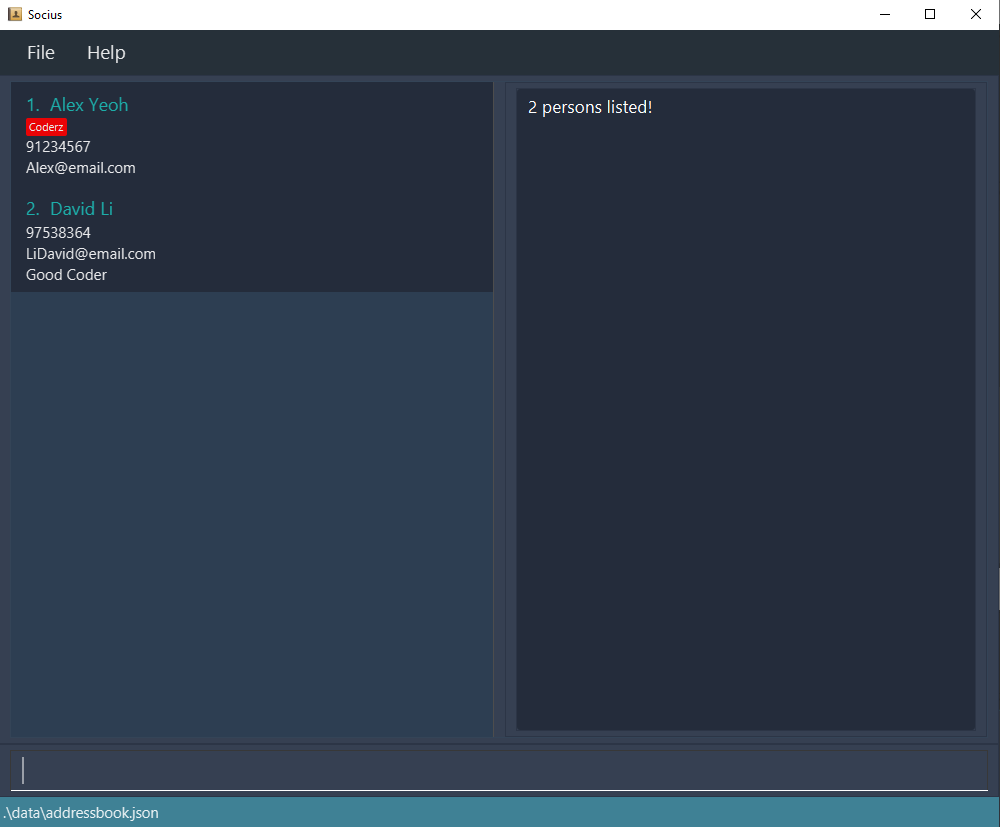 Socius
File Help
1. Alex Yeoh
Coderz
91234567
Alex@email.com
2. David Li
97538364
LiDavid@email.com
Good Coder
2 persons listed!
.\data\addressbook.json